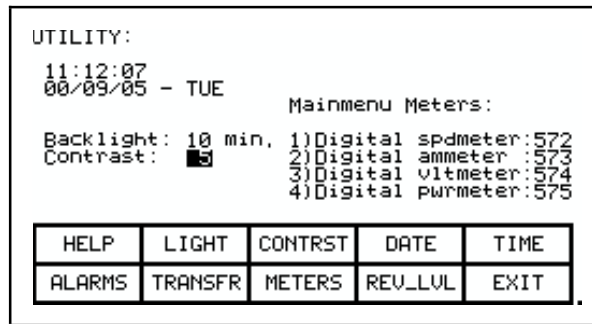 UTILITY:
11:12:07
00/09/05 - TUE
Mainmenu Meters:
Backlight: 10 min. 1)Digital spdmeter:572
Contrast: 5 2)Digital ammeter :573
3)Digital vltmeter:574
4)Digital pwrmeter:575
HELP LIGHT CONTRST DATE TIME
ALARMS TRANSFR METERS REV_LVL EXIT